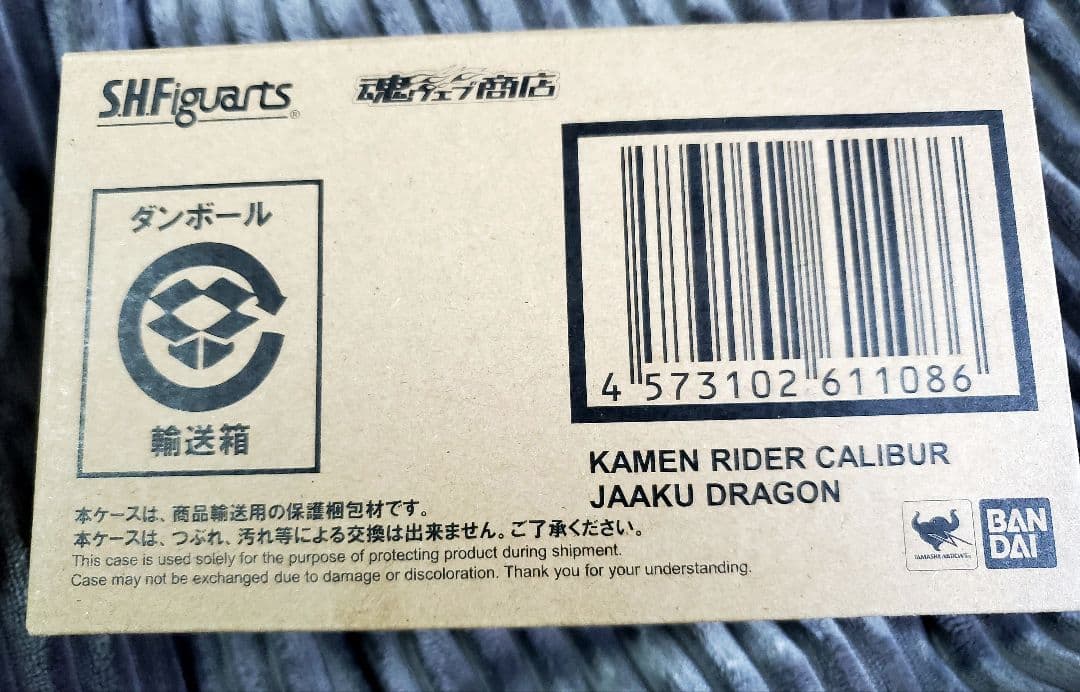 S.H.Figuarts®
魂ウェブ商店
ダンボール
輸送箱
4 573102 611086
KAMEN RIDER CALIBUR
JAAKU DRAGON
本ケースは、商品輸送用の保護梱包材です。
本ケースは、つぶれ、汚れ等による交換は出来ません。ご了承ください。
This case is used solely for the purpose of protecting product during shipment.
Case may not be exchanged due to damage or discoloration. Thank you for your understanding.
TAMASHII NATIONS
BAN
DAI